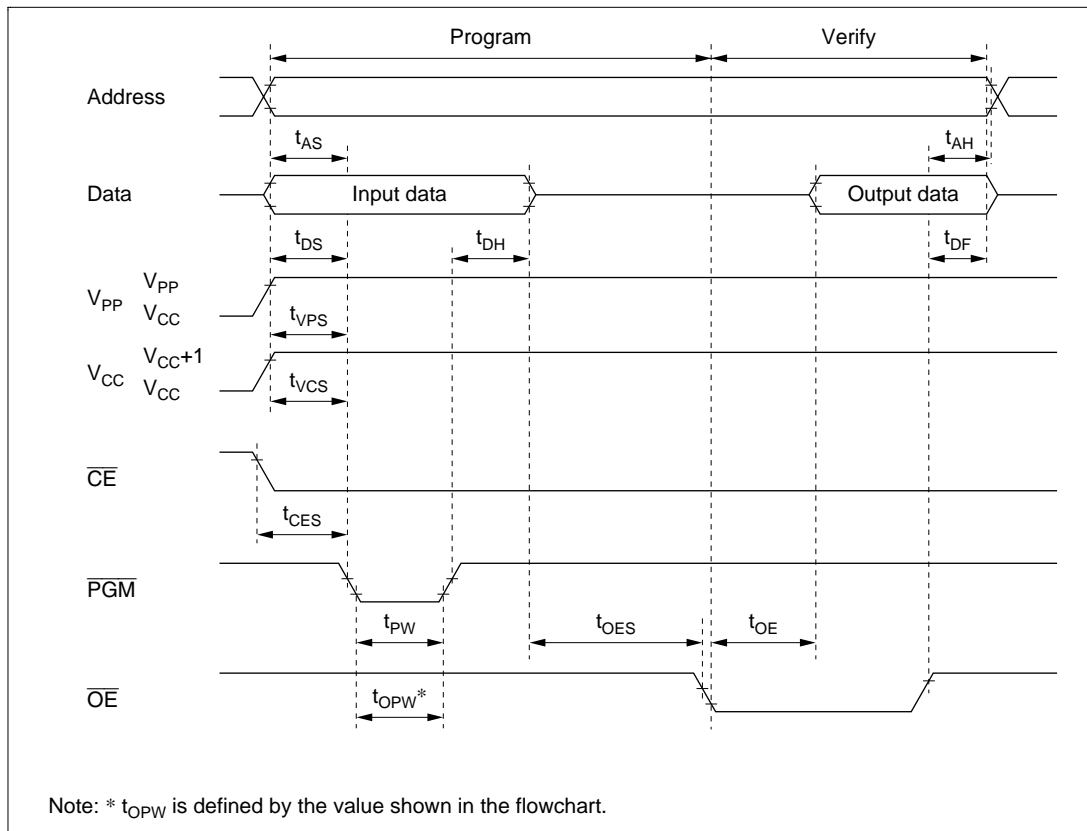 Program Verify
Address
tAS tAH
Data Input data Output data
tDS tDH tDF
VPP VPP
VCC
tVPS
VCC VCC+1
VCC
tVCS
CE
tCES
PGM
tPW tOES tOE
OE
tOPW*
Note: * tOPW is defined by the value shown in the flowchart.